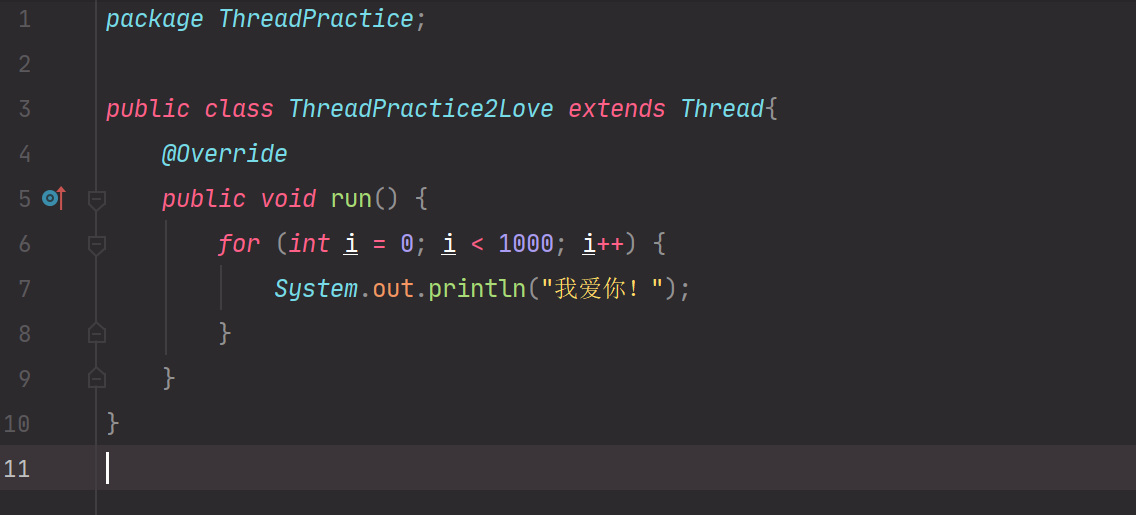 1 package ThreadPractice;
2
3 public class ThreadPractice2Love extends Thread{
4     @Override
5     public void run() {
6         for (int i = 0; i < 1000; i++) {
7             System.out.println("我爱你！");
8         }
9     }
10 }
11